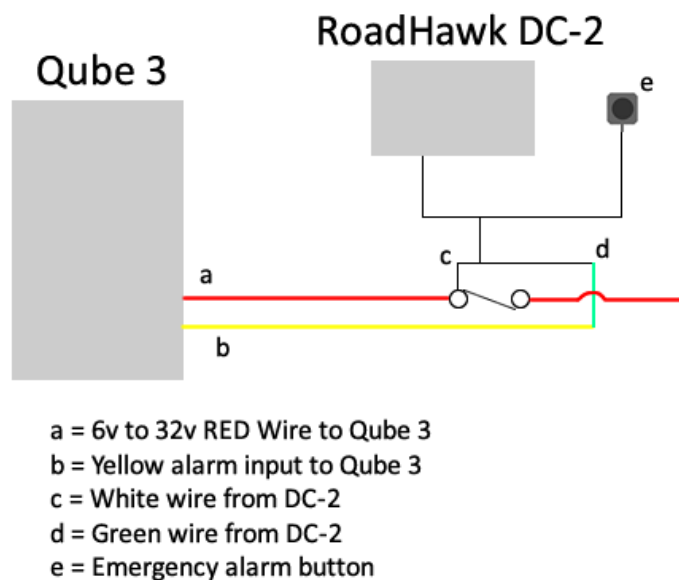 RoadHawk DC-2
Qube 3
e
c
d
a
b
a = 6v to 32v RED Wire to Qube 3
b = Yellow alarm input to Qube 3
c = White wire from DC-2
d = Green wire from DC-2
e = Emergency alarm button